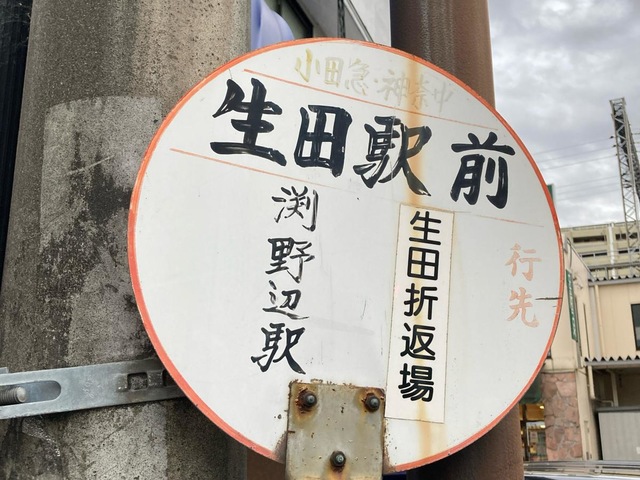 小田急・神奈中
生田駅前
行先
生田折返場
渕野辺駅